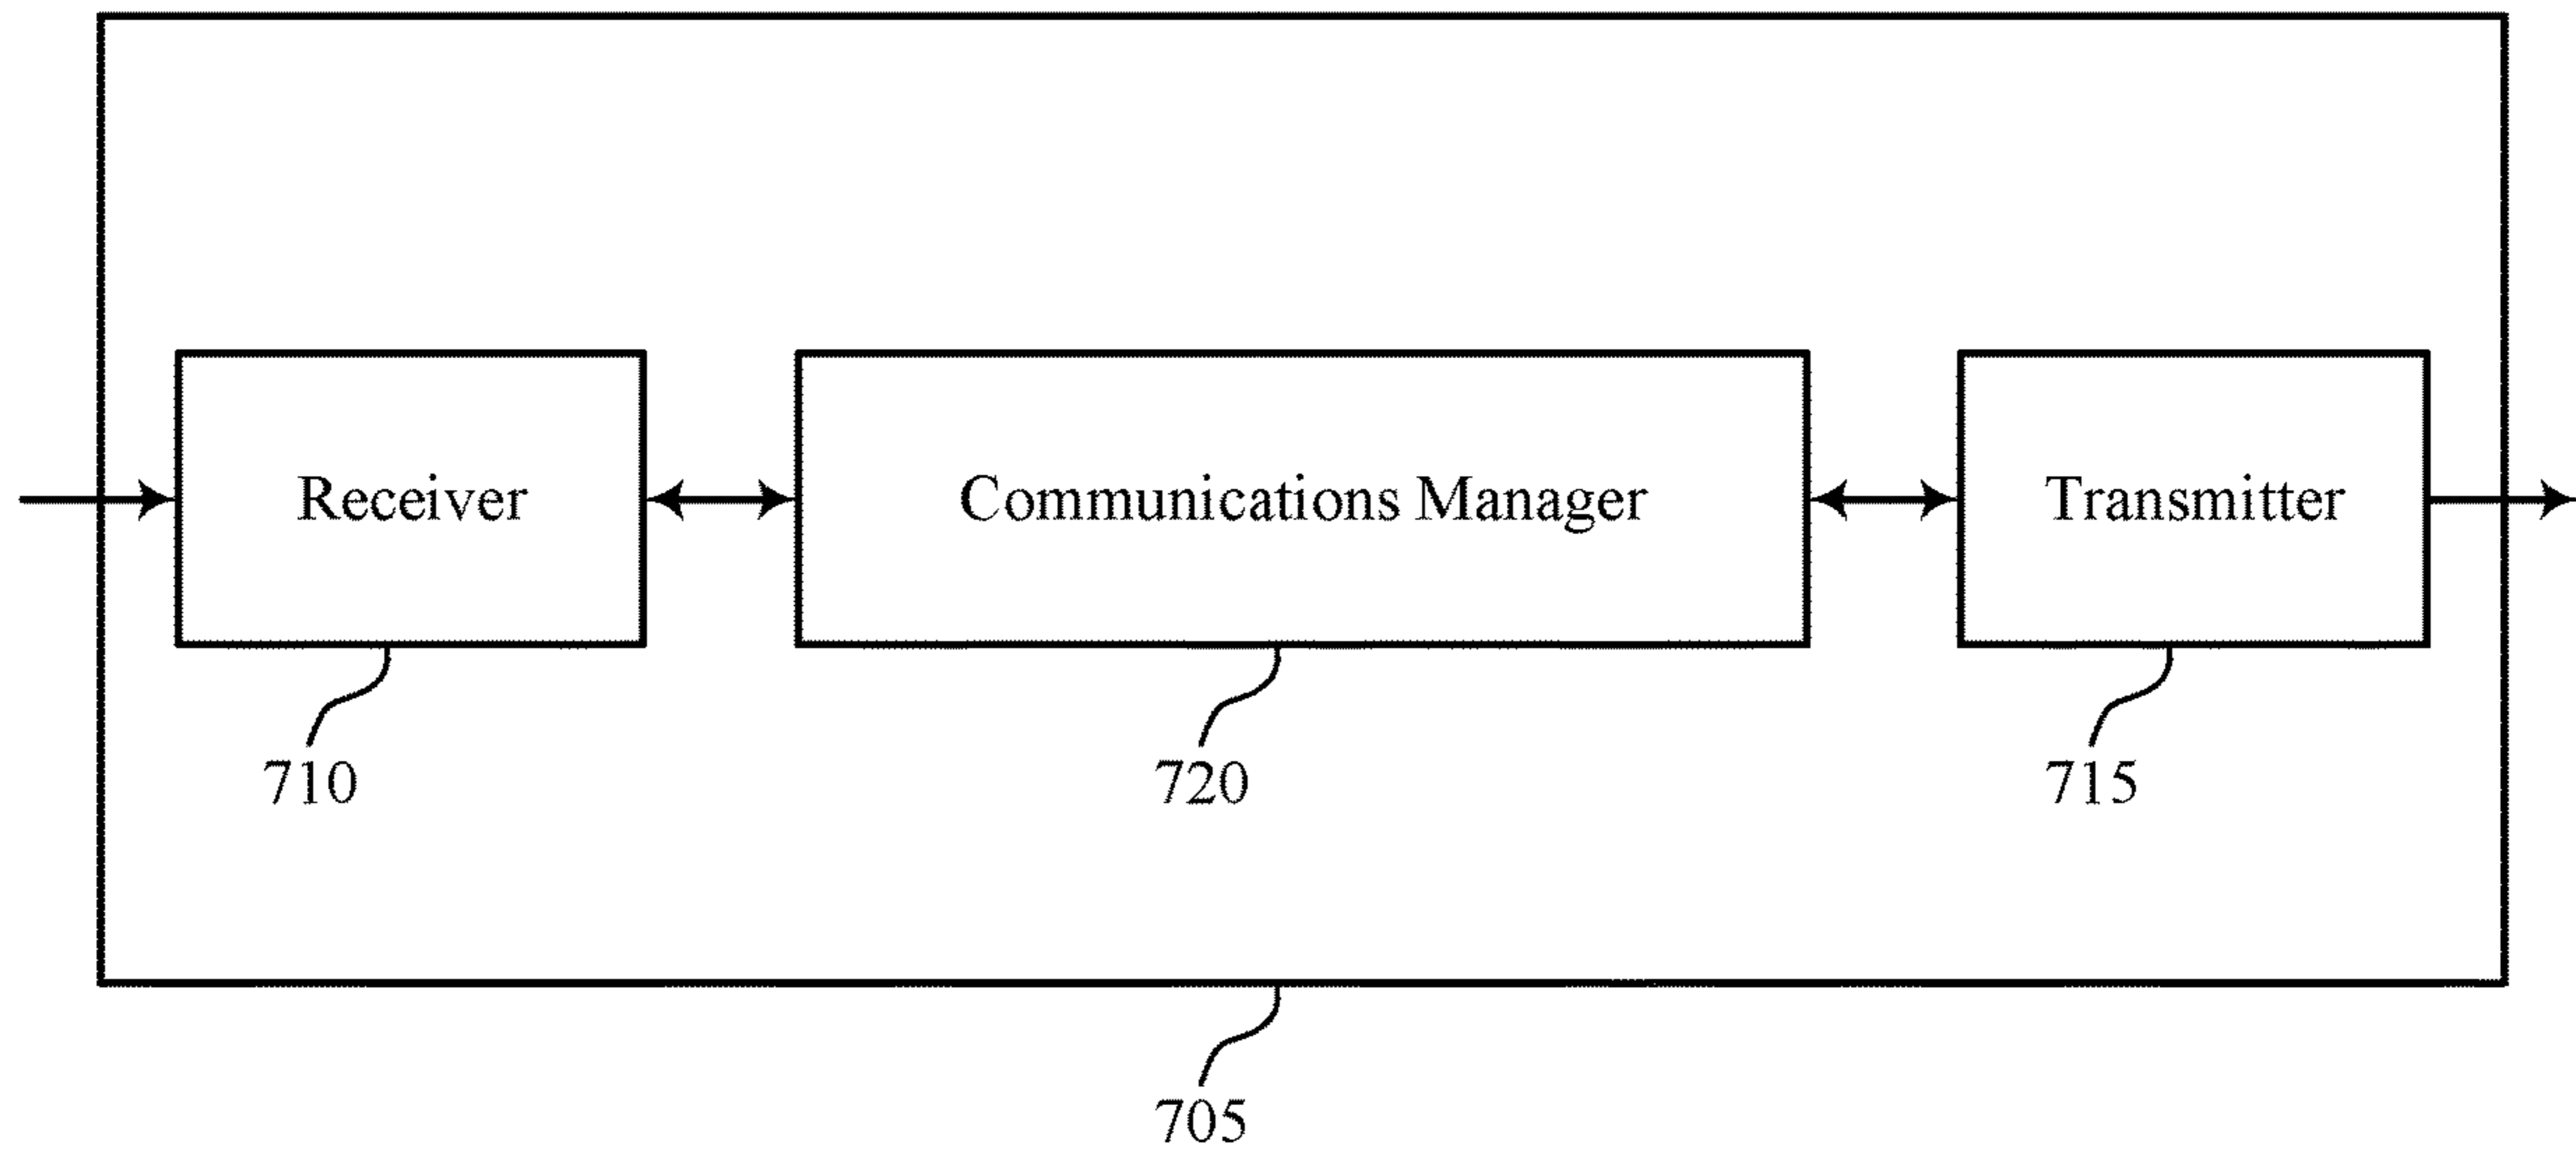 Receiver
Communications Manager
Transmitter
710
720
715
705